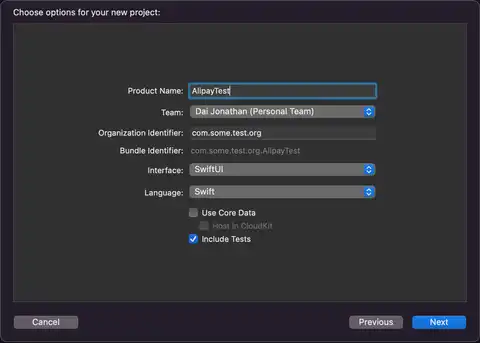 Choose options for your new project:
Product Name: AlipayTest
Team: Dai Jonathan (Personal Team)
Organization Identifier: com.some.test.org
Bundle Identifier: com.some.test.org.AlipayTest
Interface: SwiftUI
Language: Swift
Use Core Data
Host in CloudKit
Include Tests
Cancel Previous Next